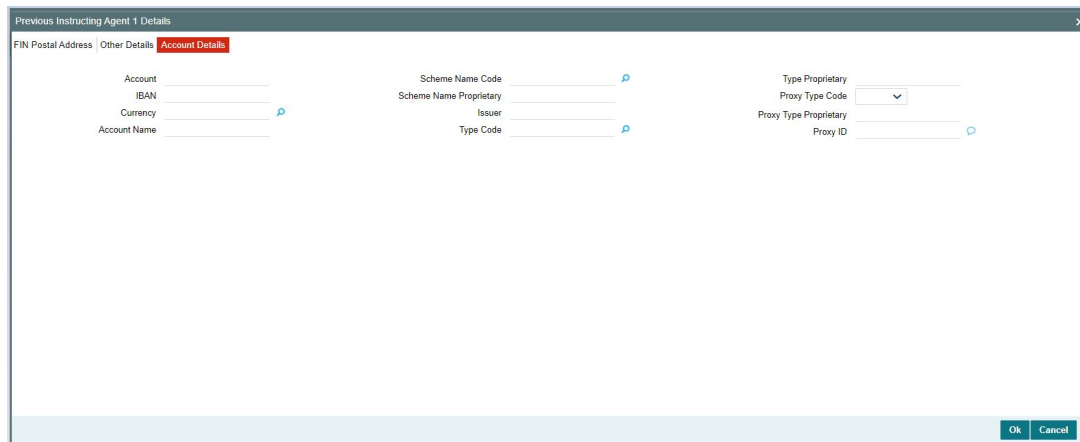 Previous Instructing Agent 1 Details
FIN Postal Address Other Details Account Details
Account Scheme Name Code Type Proprietary
IBAN Scheme Name Proprietary Proxy Type Code
Currency Issuer Proxy Type Proprietary
Account Name Type Code Proxy ID
Ok Cancel